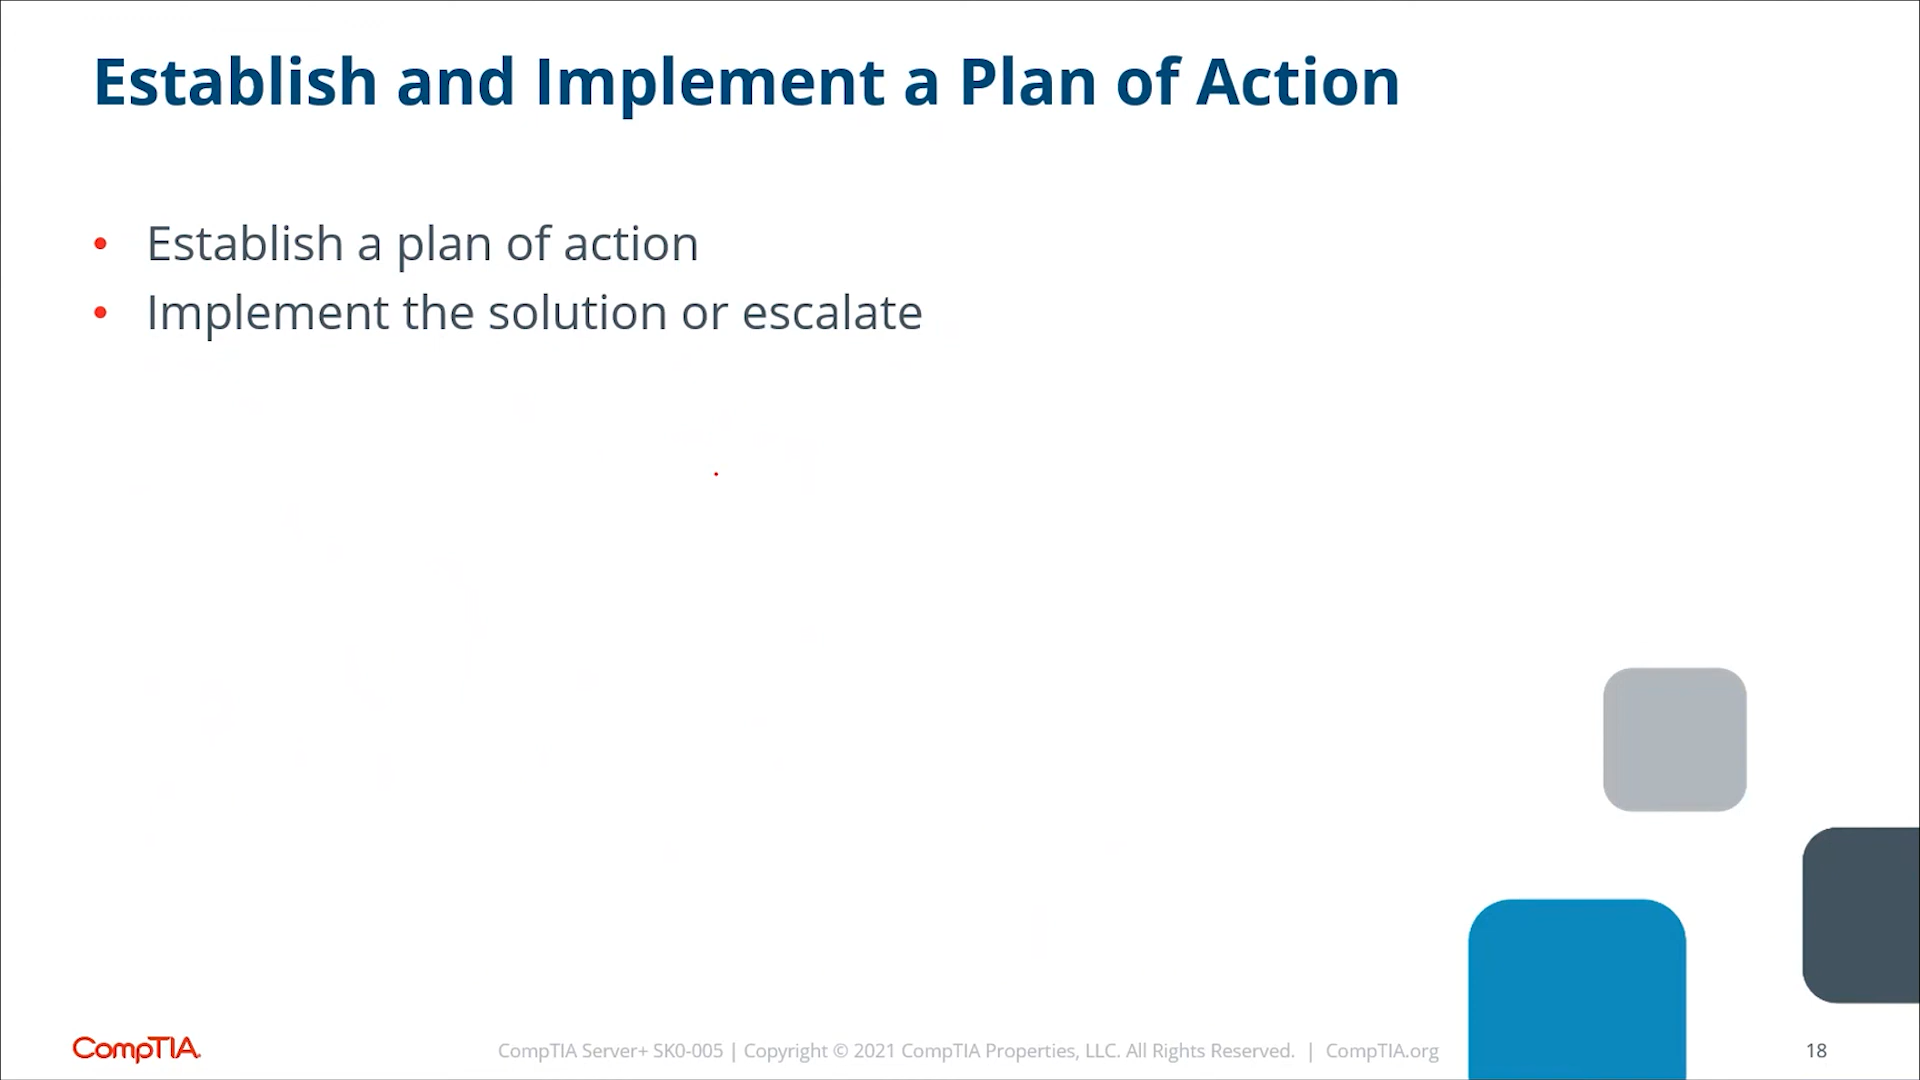 Establish and Implement a Plan of Action
• Establish a plan of action
• Implement the solution or escalate
CompTIA.
CompTIA Server+ SK0-005 | Copyright © 2021 CompTIA Properties, LLC. All Rights Reserved. | CompTIA.org
18